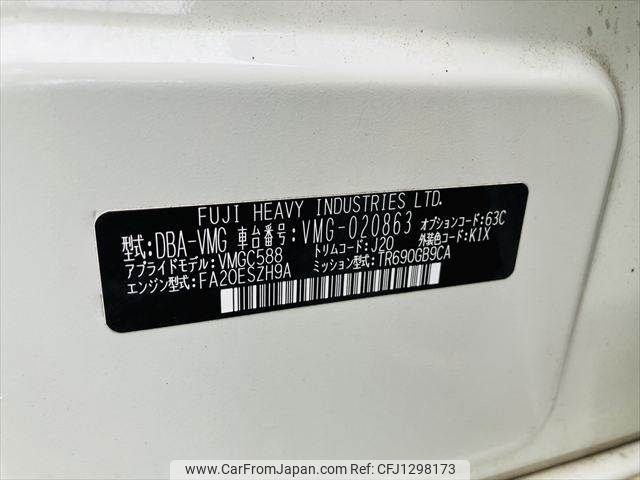 FUJI HEAVY INDUSTRIES LTD.
型式:DBA-VMG 車台番号:VMG-020863 オプションコード:63C
アプライドモデル:VMGC588 トリムコード:J20 外装色コード:K1X
エンジン型式:FA20ESZH9A ミッション型式:TR690GB9CA
www.CarFromJapan.com CFJ1298173